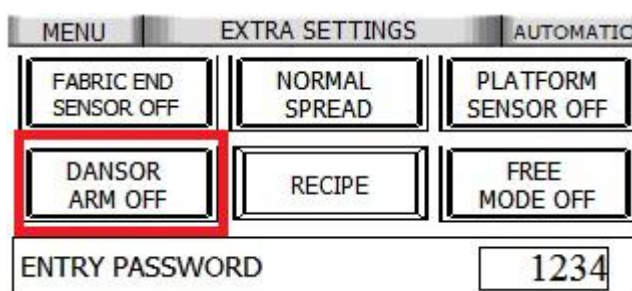 MENU EXTRA SETTINGS AUTOMATIC
FABRIC END NORMAL PLATFORM
SENSOR OFF SPREAD SENSOR OFF
DANSOR RECIPE FREE
ARM OFF MODE OFF
ENTRY PASSWORD 1234